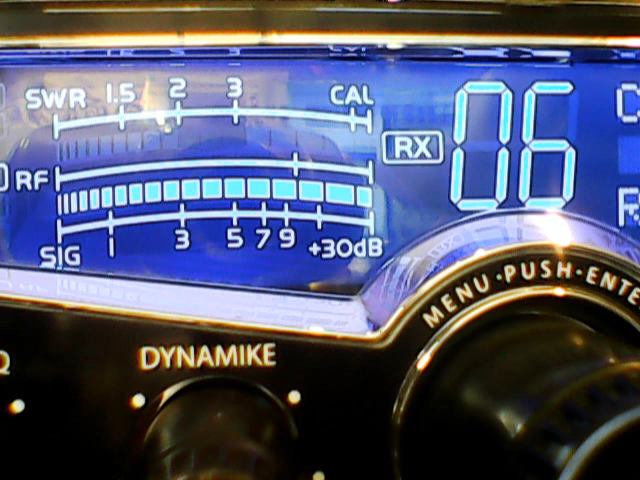 SWR 1.5 2 3 CAL
RX 06
RF
1 3 5 7 9 +30dB
SIG
MENU·PUSH·ENTE
DYNAMIKE
Q